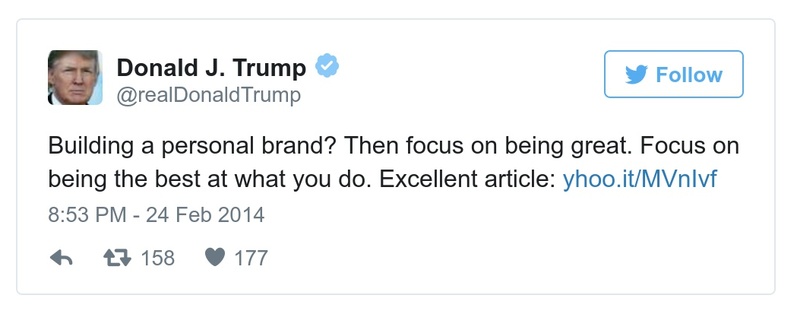 Donald J. Trump
@realDonaldTrump
Follow
Building a personal brand? Then focus on being great. Focus on
being the best at what you do. Excellent article: yhoo.it/MVnIvf
8:53 PM - 24 Feb 2014
158 177